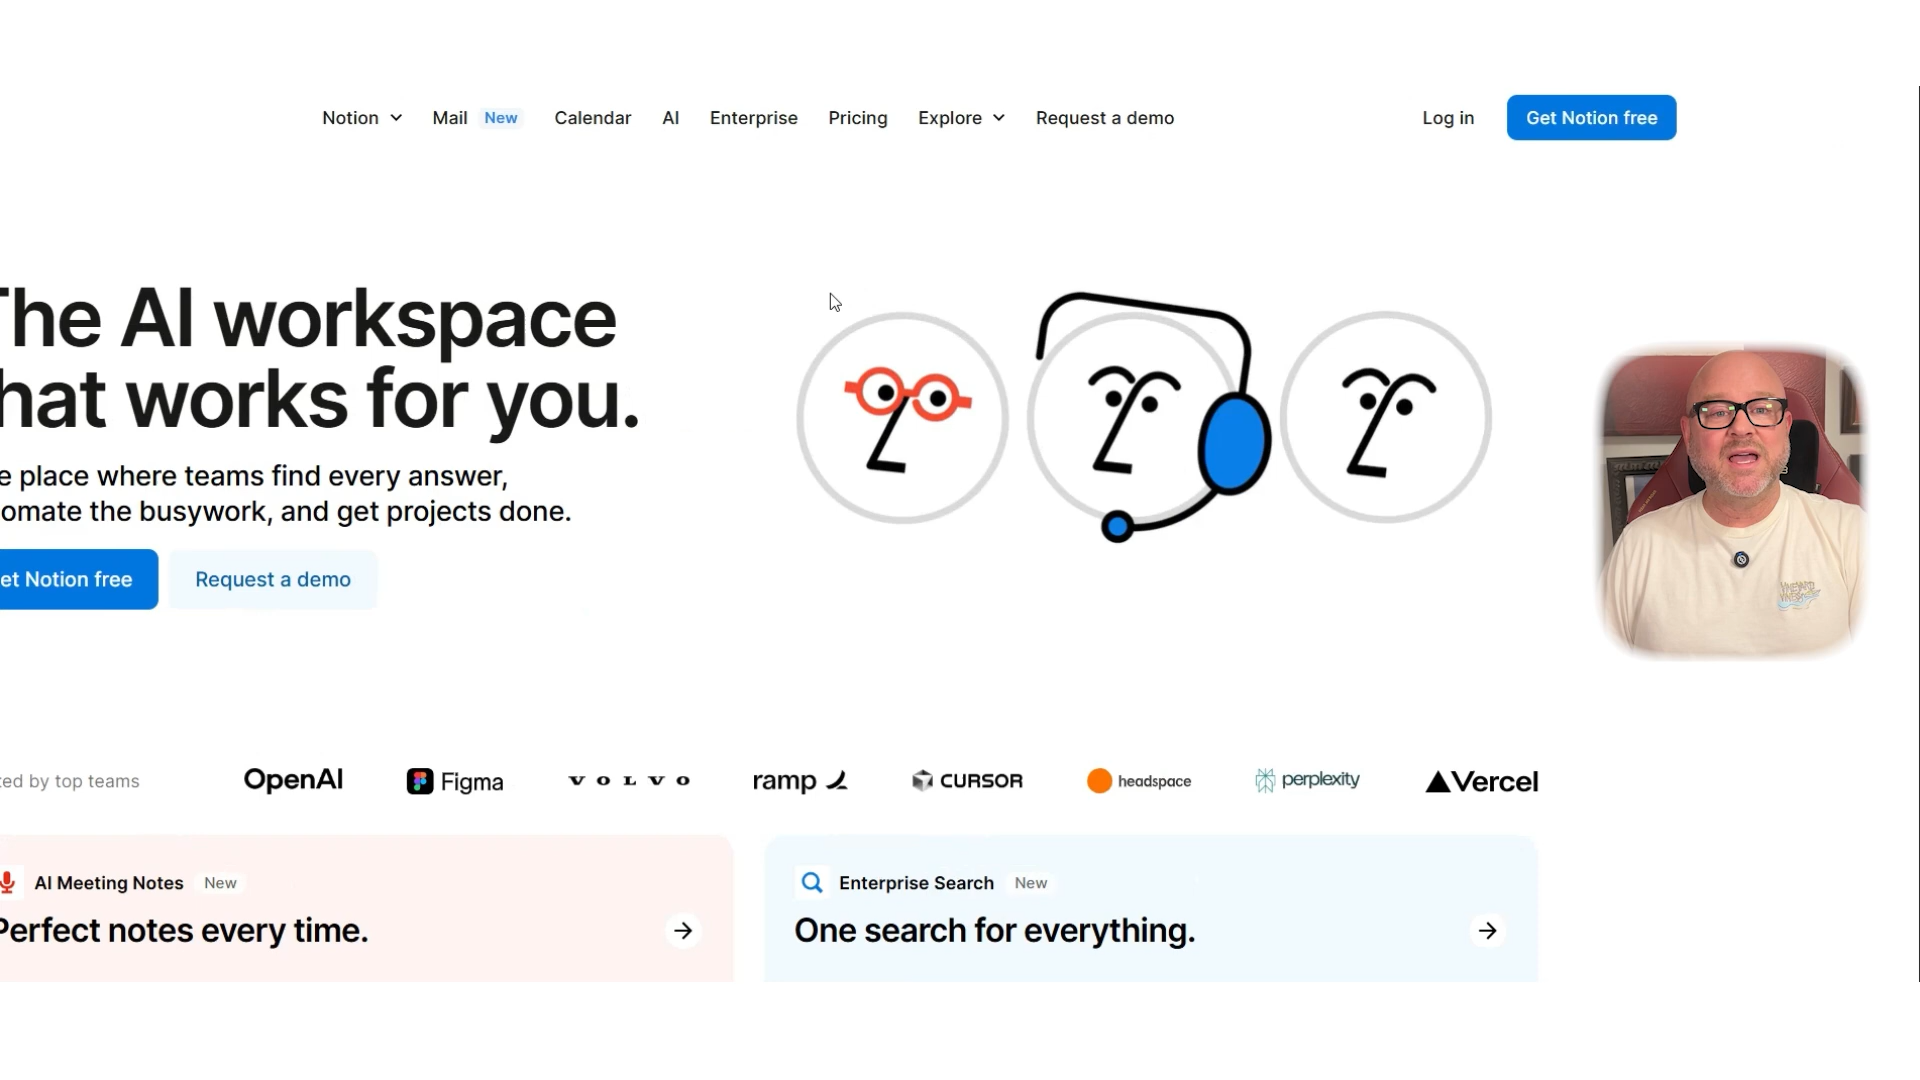 Notion Mail New Calendar AI Enterprise Pricing Explore Request a demo Log in Get Notion free
The AI workspace
hat works for you.
e place where teams find every answer,
omate the busywork, and get projects done.
et Notion free Request a demo
ted by top teams OpenAI Figma VOLVO ramp CURSOR headspace perplexity Vercel
AI Meeting Notes New
Perfect notes every time.
Enterprise Search New
One search for everything.